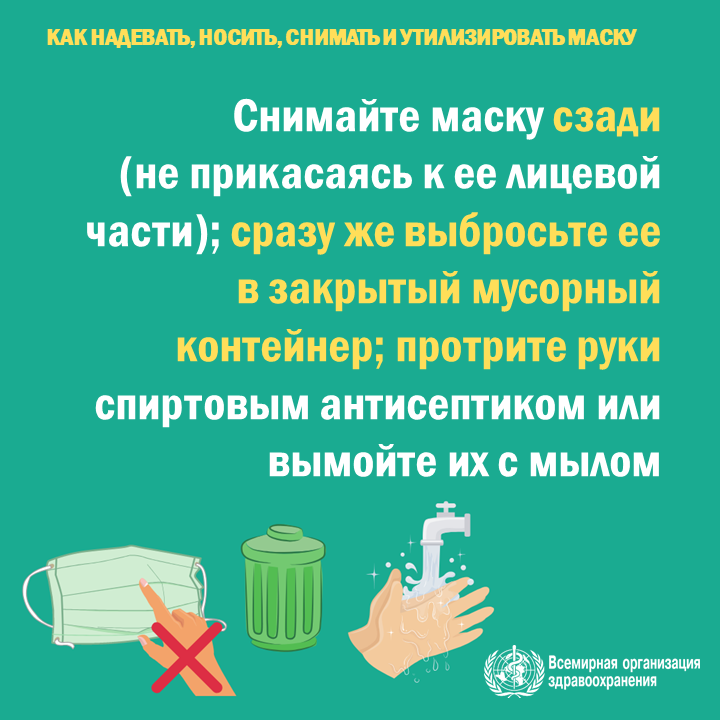 КАК НАДЕВАТЬ, НОСИТЬ, СНИМАТЬ И УТИЛИЗИРОВАТЬ МАСКУ
Снимайте маску сзади
(не прикасаясь к ее лицевой
части); сразу же выбросьте ее
в закрытый мусорный
контейнер; протрите руки
спиртовым антисептиком или
вымойте их с мылом
Всемирная организация
здравоохранения